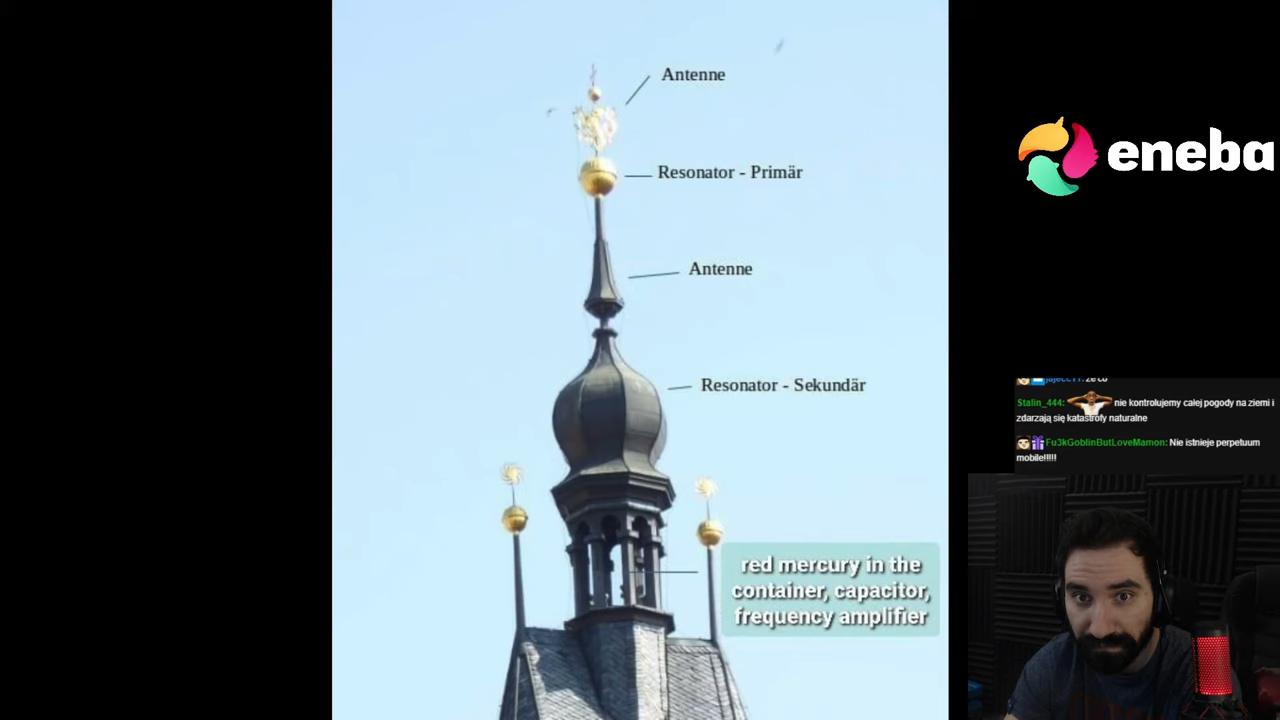 Antenne
Resonator - Primär
Antenne
Resonator - Sekundär
red mercury in the
container, capacitor,
frequency amplifier
eneba
Stalin_444: nie kontrolujemy całej pogody na ziemi i
zdarzają się katastrofy naturalne
Fu3kGoblinButLoveMamon: Nie istnieje perpetuum
mobile!!!!!